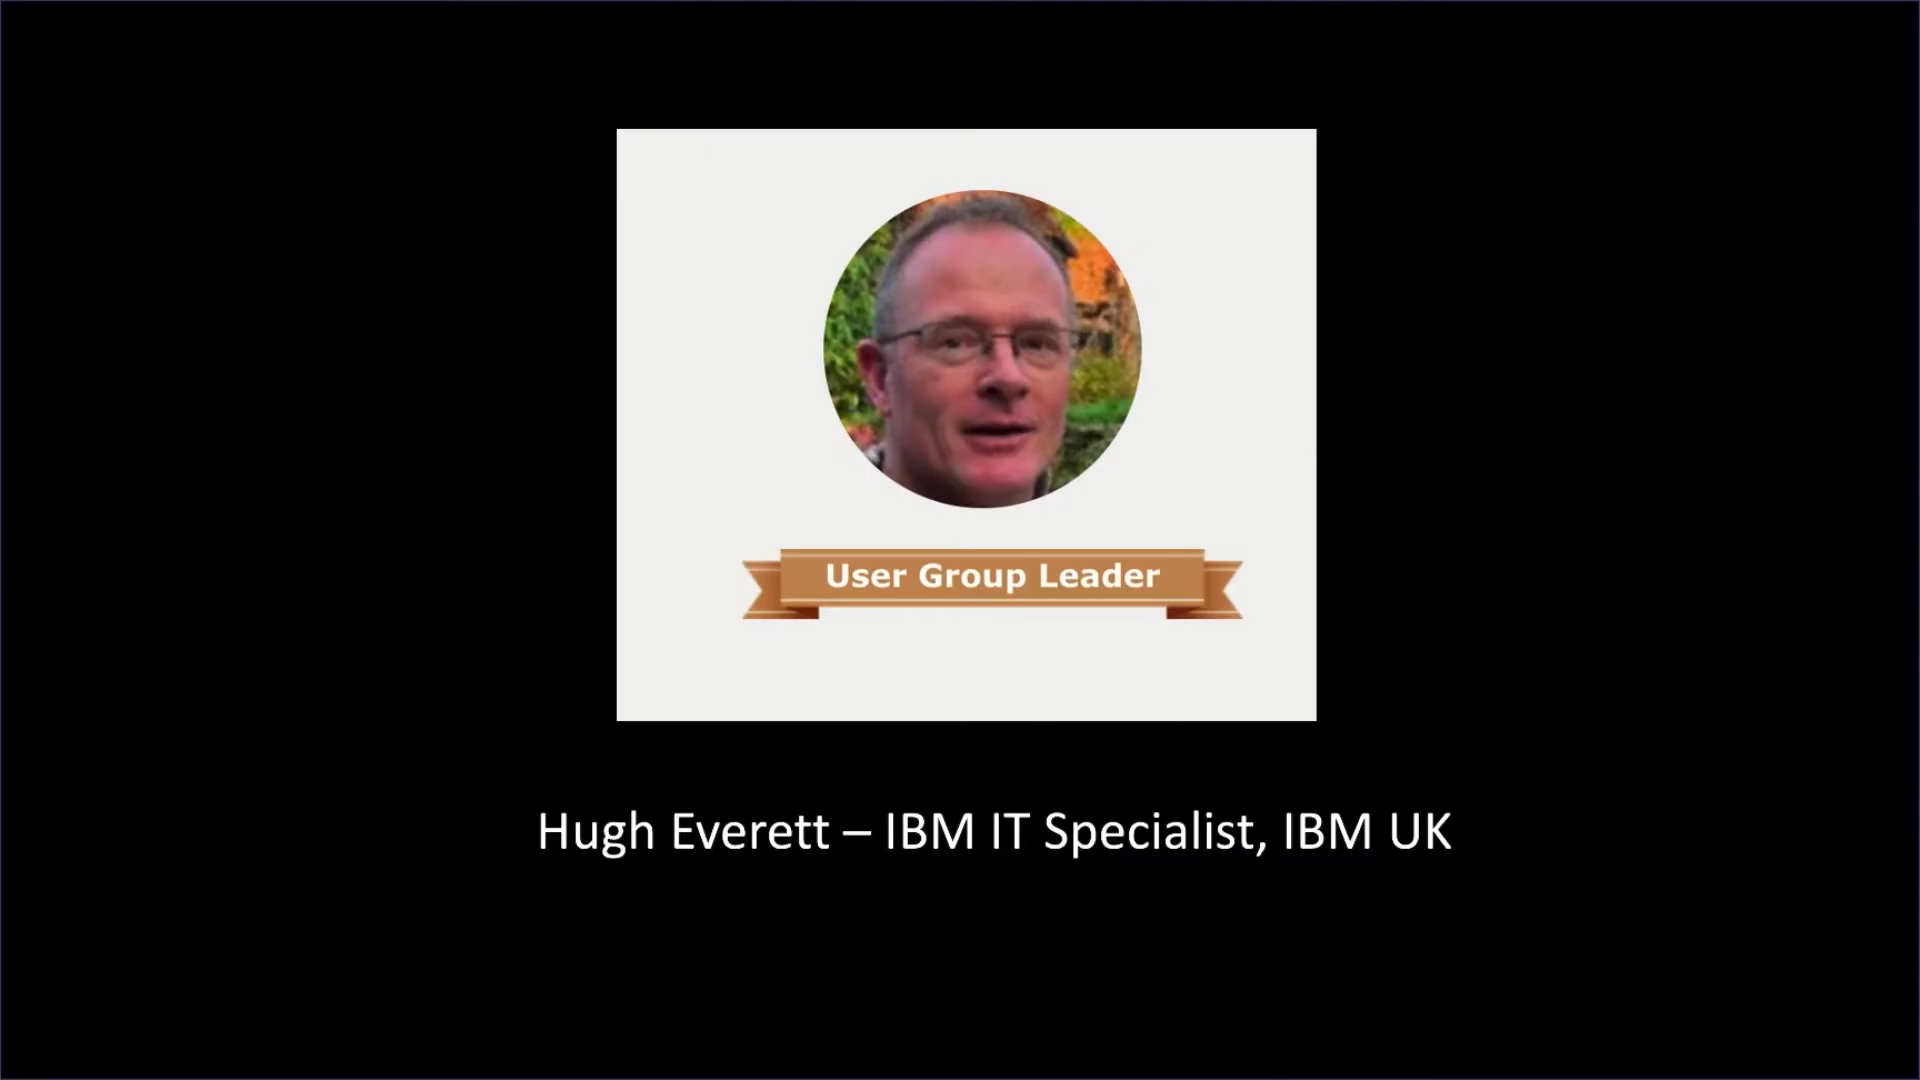 User Group Leader
Hugh Everett – IBM IT Specialist, IBM UK